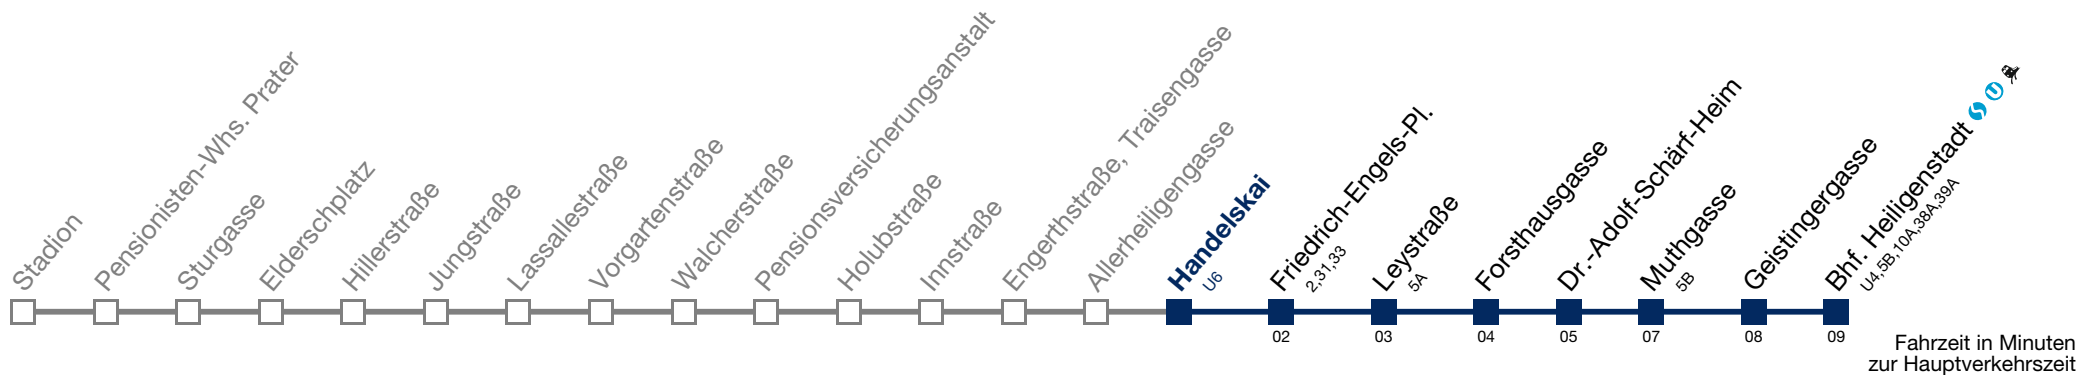 Stadion
Pensionisten-Whs. Prater
Sturgasse
Elderschplatz
Hillerstraße
Jungstraße
Lassallestraße
Vorgartenstraße
Walcherstraße
Pensionsversicherungsanstalt
Holubstraße
Innstraße
Engerthstraße, Traisengasse
Allerheiligengasse
Handelskai
U6
Friedrich-Engels-Pl.
2,31,33
Leystraße
5A
Forsthausgasse
Dr.-Adolf-Schärf-Heim
Muthgasse
5B
Geistingergasse
Bhf. Heiligenstadt
U4,5B,10A,38A,39A
02
03
04
05
07
08
09
Fahrzeit in Minuten
zur Hauptverkehrszeit